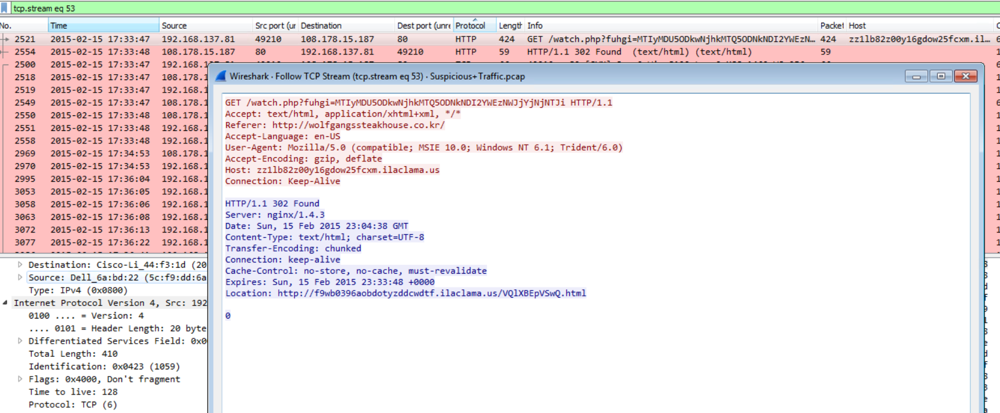 tcp.stream eq 53
No. Time Source Src port (ur Destination Dest port (unre Protocol Length Info Packet Host
2521 2015-02-15 17:33:47 192.168.137.81 49210 108.178.15.187 80 HTTP 424 GET /watch.php?fuhgi=MTIyMDU5ODkwNjhkMTQ5ODNkNDI2YWEzN… 424 zz1lb82z00y16gdow25fcxm.il…
2554 2015-02-15 17:33:48 108.178.15.187 80 192.168.137.81 49210 HTTP 59 HTTP/1.1 302 Found (text/html) (text/html) 59
2500 2015-02-15 17:33:47
2518 2015-02-15 17:33:47 108.178.1
2519 2015-02-15 17:33:47 192.168.1
2549 2015-02-15 17:33:47 192.168.1
2550 2015-02-15 17:33:48 108.178.1
2551 2015-02-15 17:33:48 192.168.1
2558 2015-02-15 17:33:48 192.168.1
2969 2015-02-15 17:34:53 108.178.1
2970 2015-02-15 17:34:53 192.168.1
2995 2015-02-15 17:36:04 192.168.1
3053 2015-02-15 17:36:05 192.168.1
3058 2015-02-15 17:36:06 192.168.1
3063 2015-02-15 17:36:08 192.168.1
3072 2015-02-15 17:36:13 192.168.1
3077 2015-02-15 17:36:22 192.168.1
Destination: Cisco-Li_44:f3:1d (20
Source: Dell_6a:bd:22 (5c:f9:dd:6a
Type: IPv4 (0x0800)
Internet Protocol Version 4, Src: 192
0100 .... = Version: 4
.... 0101 = Header Length: 20 byte
Differentiated Services Field: 0x0
Total Length: 410
Identification: 0x0423 (1059)
Flags: 0x4000, Don't fragment
Time to live: 128
Protocol: TCP (6)
Wireshark · Follow TCP Stream (tcp.stream eq 53) · Suspicious+Traffic.pcap
GET /watch.php?fuhgi=MTIyMDU5ODkwNjhkMTQ5ODNkNDI2YWEzNWJjYjNjNTJi HTTP/1.1
Accept: text/html, application/xhtml+xml, */*
Referer: http://wolfgangssteakhouse.co.kr/
Accept-Language: en-US
User-Agent: Mozilla/5.0 (compatible; MSIE 10.0; Windows NT 6.1; Trident/6.0)
Accept-Encoding: gzip, deflate
Host: zz1lb82z00y16gdow25fcxm.ilaclama.us
Connection: Keep-Alive
HTTP/1.1 302 Found
Server: nginx/1.4.3
Date: Sun, 15 Feb 2015 23:04:38 GMT
Content-Type: text/html; charset=UTF-8
Transfer-Encoding: chunked
Connection: keep-alive
Cache-Control: no-store, no-cache, must-revalidate
Expires: Sun, 15 Feb 2015 23:33:48 +0000
Location: http://f9wb0396aobdotyzddcwdtf.ilaclama.us/VQlXBEpVSwQ.html
0